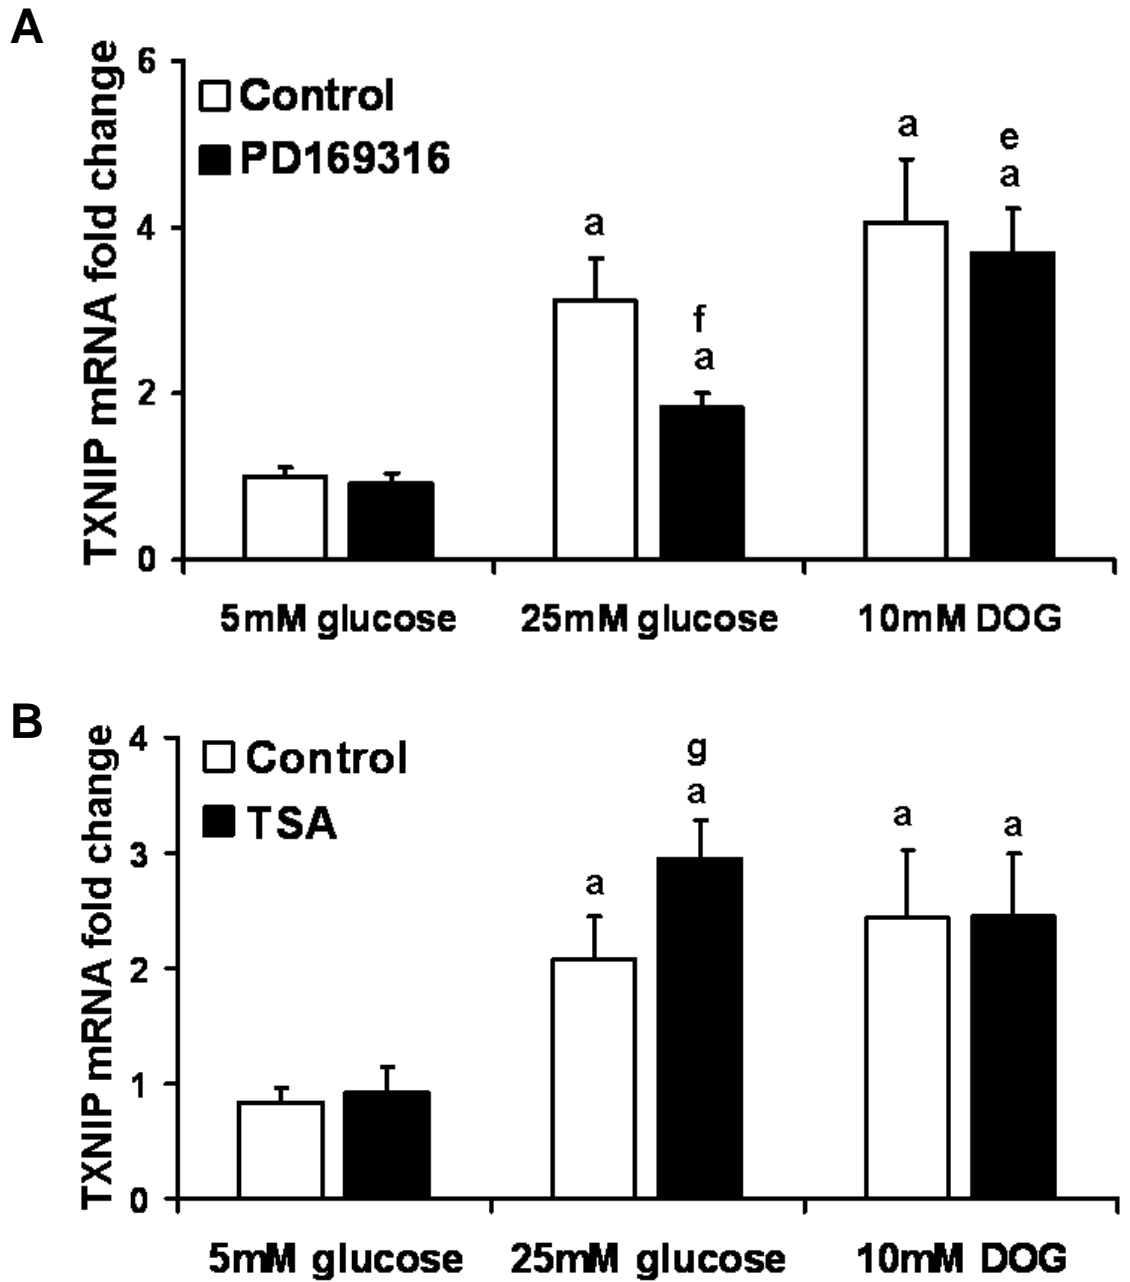 A
TXNIP mRNA fold change
6
4
2
0
Control
PD169316
a
f
a
a
e
a
5mM glucose 25mM glucose 10mM DOG
B
TXNIP mRNA fold change
4
3
2
1
0
Control
TSA
a
g
a
a
a
5mM glucose 25mM glucose 10mM DOG